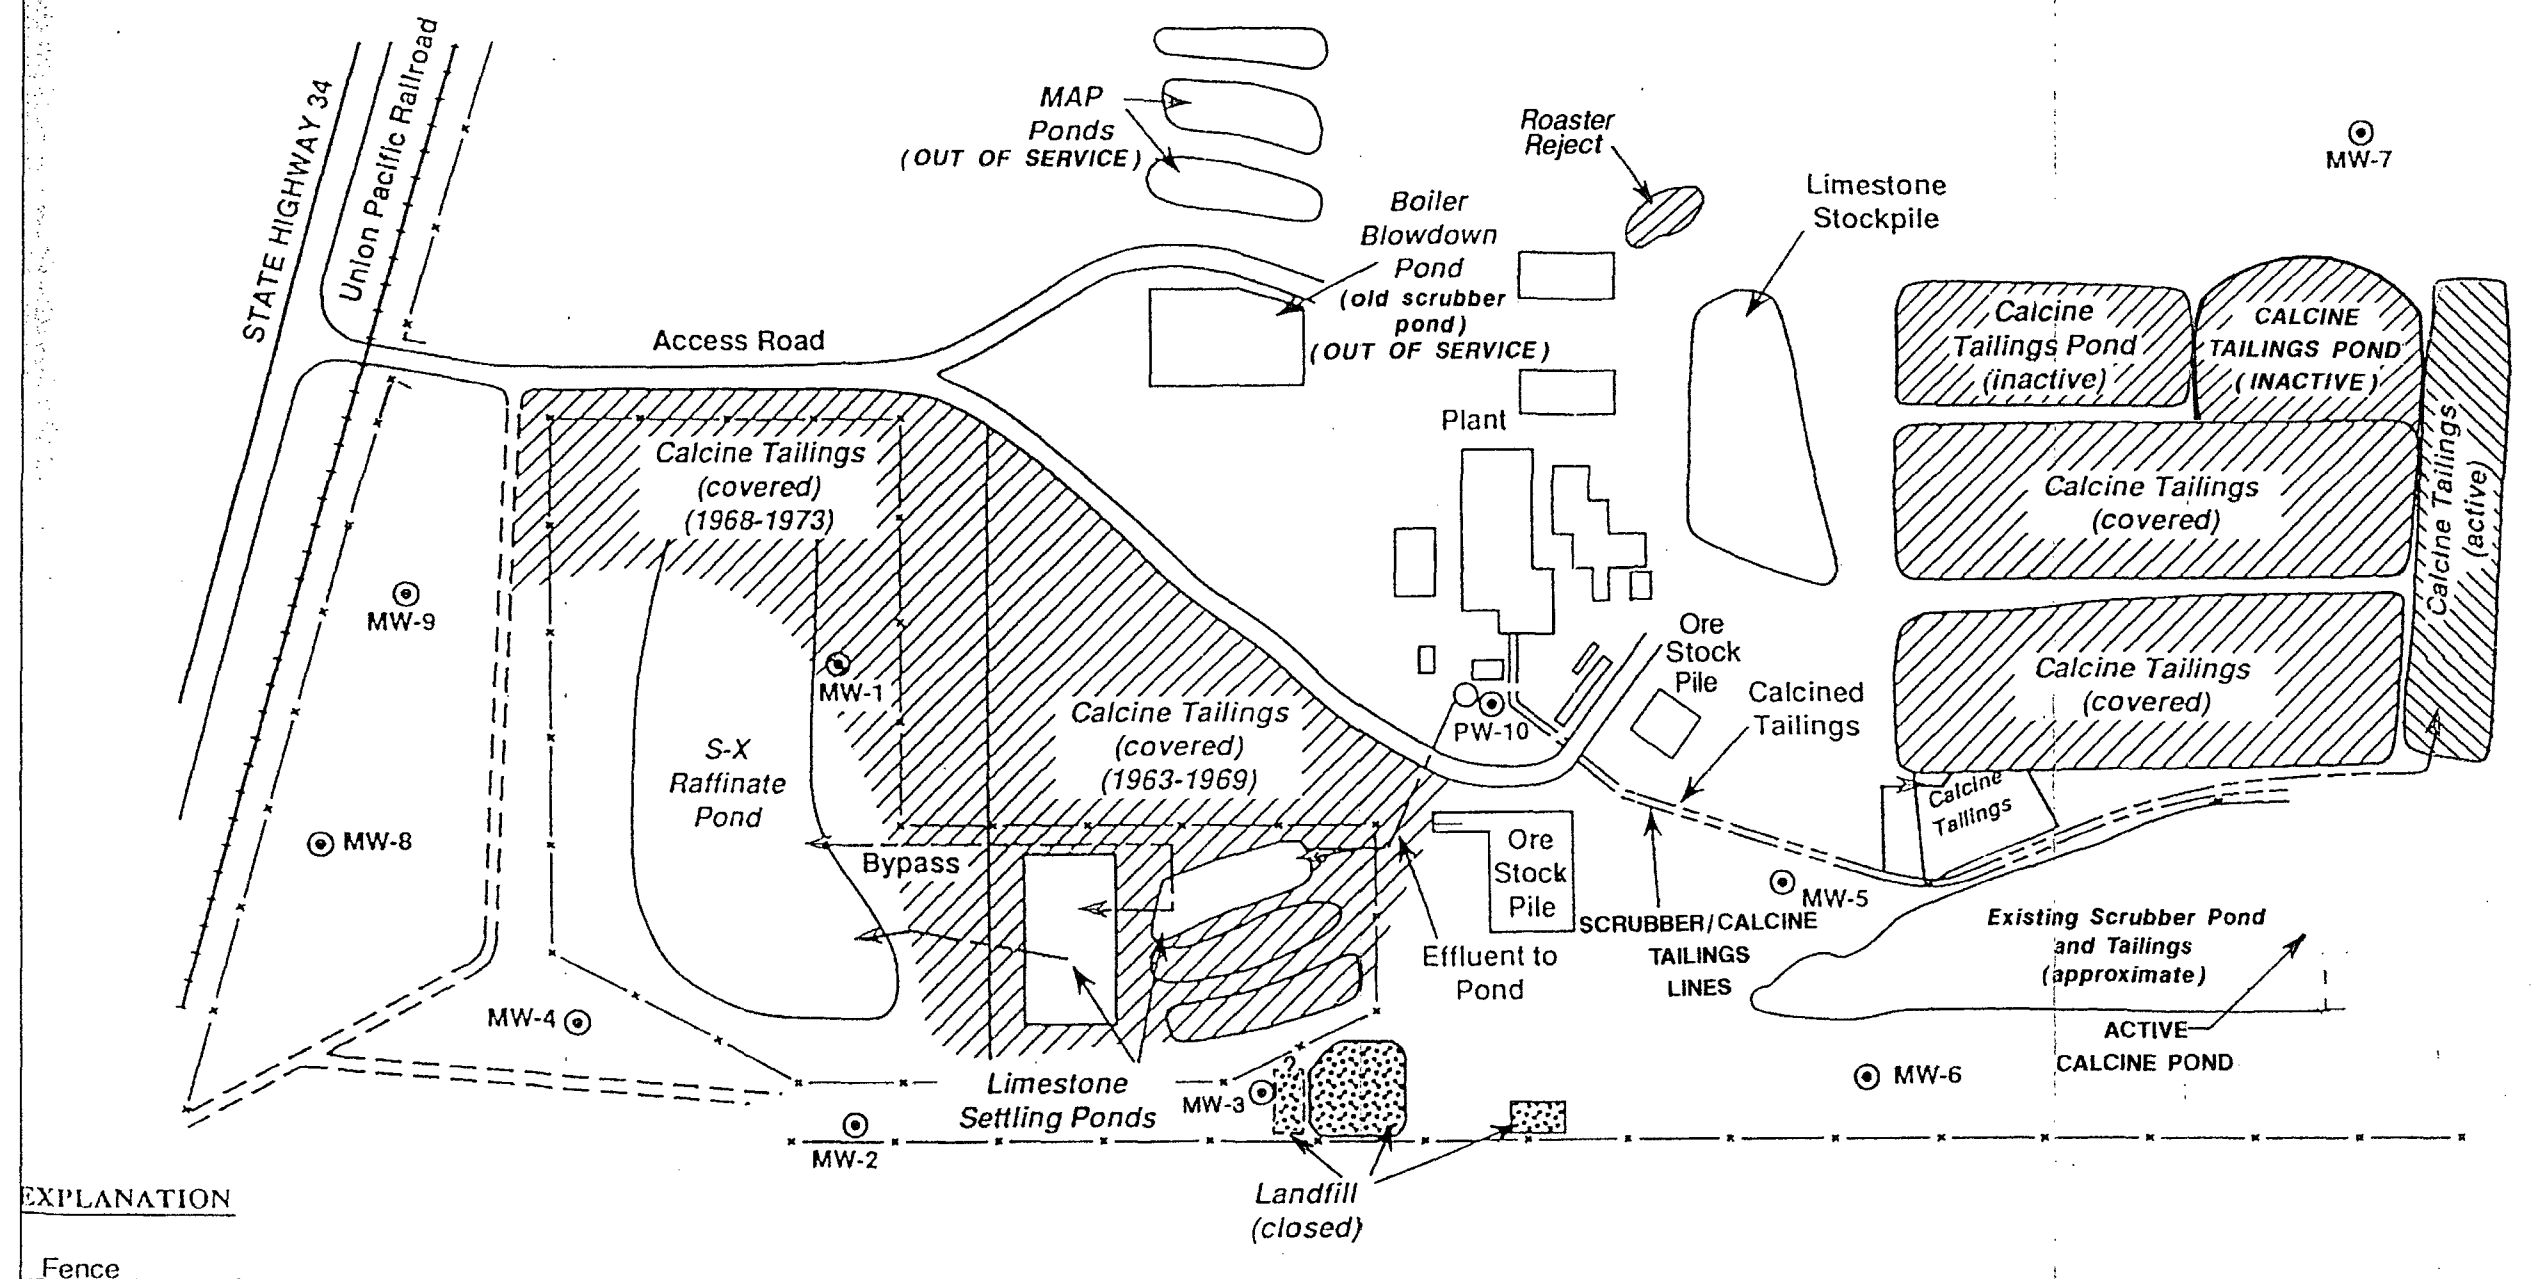 STATE HIGHWAY 34
Union Pacific Railroad
MAP
Ponds
(OUT OF SERVICE)
Roaster
Reject
MW-7
Limestone
Stockpile
Boiler
Blowdown
Pond
(old scrubber
pond)
(OUT OF SERVICE)
Access Road
Calcine
Tailings Pond
(inactive)
CALCINE
TAILINGS POND
(INACTIVE)
Calcine Tailings
(active)
Plant
Calcine Tailings
(covered)
(1968-1973)
Calcine Tailings
(covered)
MW-9
MW-1
Ore
Stock
Pile
Calcine Tailings
(covered)
Calcined
Tailings
PW-10
Calcine Tailings
(covered)
(1963-1969)
S-X
Raffinate
Pond
Calcine
Tailings
MW-8
Bypass
Ore
Stock
Pile
MW-5
SCRUBBER/CALCINE
TAILINGS
LINES
Existing Scrubber Pond
and Tailings
(approximate)
Effluent to
Pond
MW-4
ACTIVE
CALCINE POND
?
MW-6
Limestone
Settling Ponds
MW-3
MW-2
Landfill
(closed)
EXPLANATION
Fence